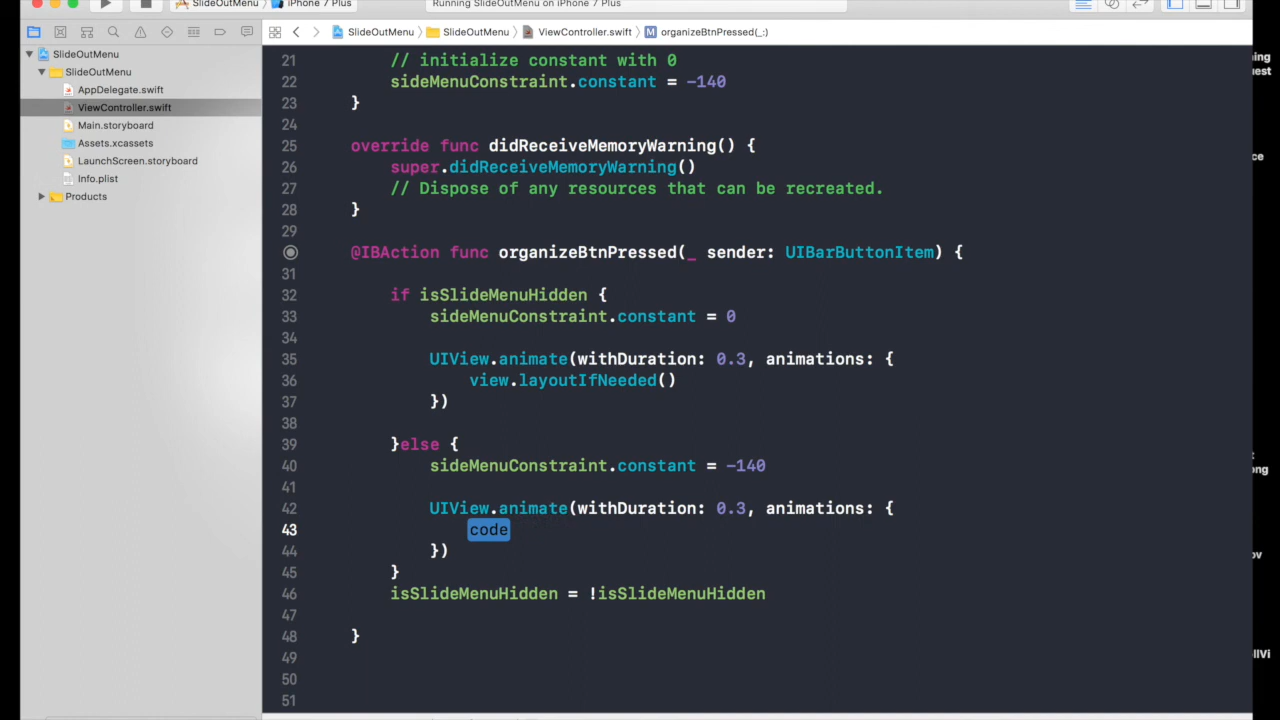 SlideOutMenu
iPhone 7 Plus
Running SlideOutMenu on iPhone 7 Plus
SlideOutMenu
SlideOutMenu
ViewController.swift
M
organizeBtnPressed(_:)
SlideOutMenu
SlideOutMenu
AppDelegate.swift
ViewController.swift
Main.storyboard
Assets.xcassets
LaunchScreen.storyboard
Info.plist
Products
21 // initialize constant with 0
22 sideMenuConstraint.constant = -140
23 }
24
25 override func didReceiveMemoryWarning() {
26 super.didReceiveMemoryWarning()
27 // Dispose of any resources that can be recreated.
28 }
29
@IBAction func organizeBtnPressed(_ sender: UIBarButtonItem) {
31
32 if isSlideMenuHidden {
33 sideMenuConstraint.constant = 0
34
35 UIView.animate(withDuration: 0.3, animations: {
36 view.layoutIfNeeded()
37 })
38
39 }else {
40 sideMenuConstraint.constant = -140
41
42 UIView.animate(withDuration: 0.3, animations: {
43 code
44 })
45 }
46 isSlideMenuHidden = !isSlideMenuHidden
47
48 }
49
50
51